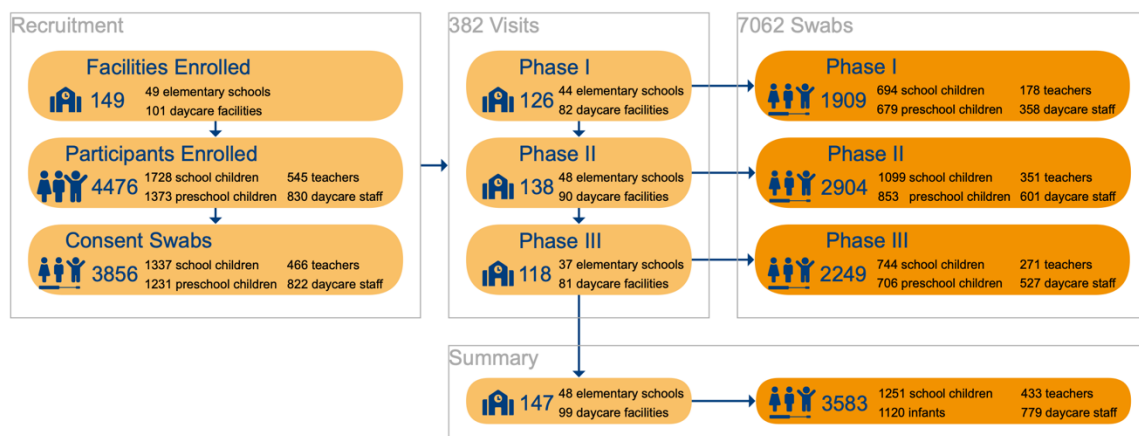 Recruitment
Facilities Enrolled
149
49 elementary schools
101 daycare facilities
Participants Enrolled
4476
1728 school children 545 teachers
1373 preschool children 830 daycare staff
Consent Swabs
3856
1337 school children 466 teachers
1231 preschool children 822 daycare staff
382 Visits
Phase I
126
44 elementary schools
82 daycare facilities
Phase II
138
48 elementary schools
90 daycare facilities
Phase III
118
37 elementary schools
81 daycare facilities
7062 Swabs
Phase I
1909
694 school children 178 teachers
679 preschool children 358 daycare staff
Phase II
2904
1099 school children 351 teachers
853 preschool children 601 daycare staff
Phase III
2249
744 school children 271 teachers
706 preschool children 527 daycare staff
Summary
147
48 elementary schools
99 daycare facilities
3583
1251 school children 433 teachers
1120 infants 779 daycare staff